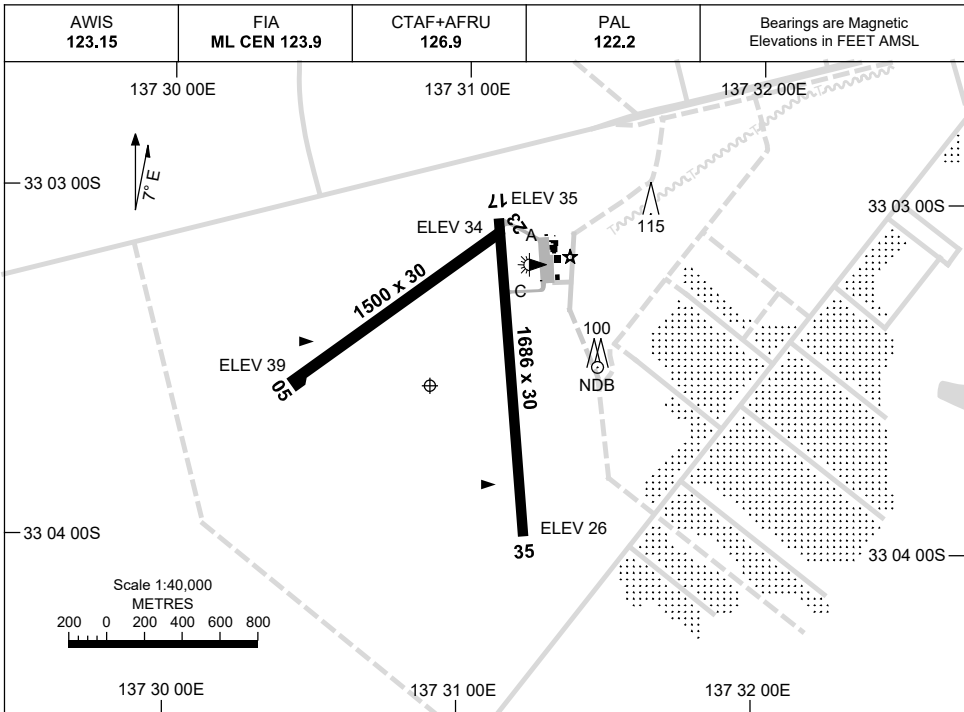 AWIS
123.15
FIA
ML CEN 123.9
CTAF+AFRU
126.9
PAL
122.2
Bearings are Magnetic
Elevations in FEET AMSL
137 30 00E
137 31 00E
137 32 00E
7° E
33 03 00S
33 03 00S
17
ELEV 35
23
ELEV 34
A
115
C
1500 x 30
1686 x 30
100
NDB
ELEV 39
05
33 04 00S
ELEV 26
35
33 04 00S
Scale 1:40,000
METRES
200 0 200 400 600 800
137 30 00E
137 31 00E
137 32 00E